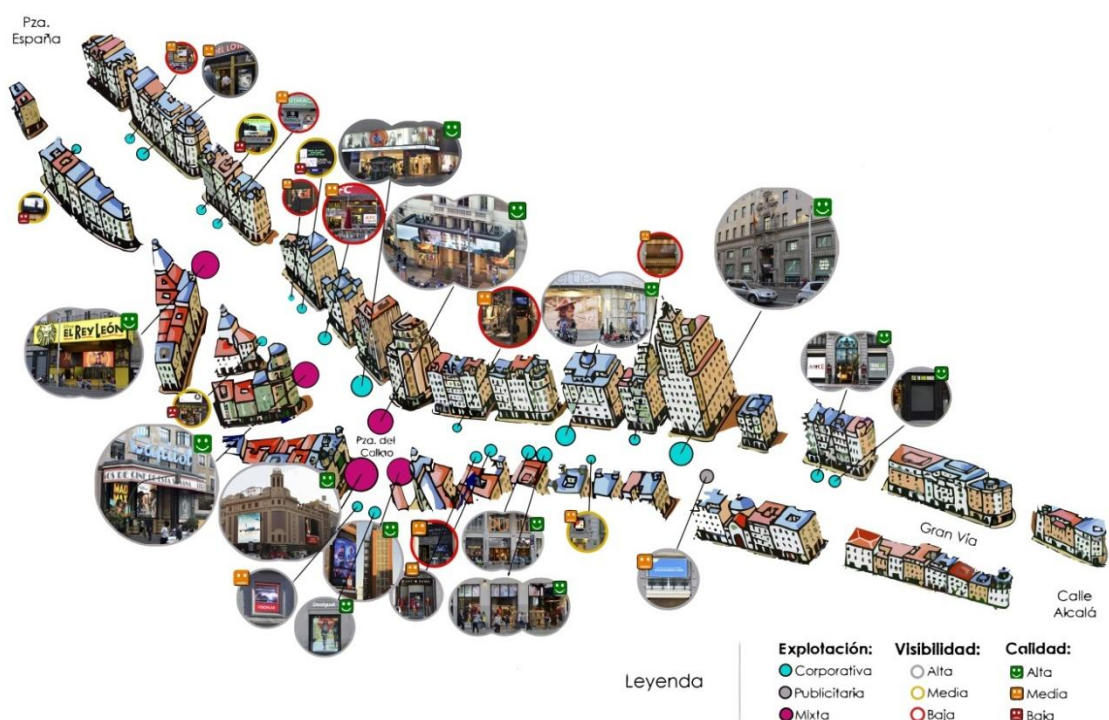 Pza.
España
EL REY LEÓN
Pza. del
Callao
Gran Vía
Calle
Alcalá
Leyenda
Explotación:
Corporativa
Publicitaria
Mixta
Visibilidad:
Alta
Media
Baja
Calidad:
Alta
Media
Baja